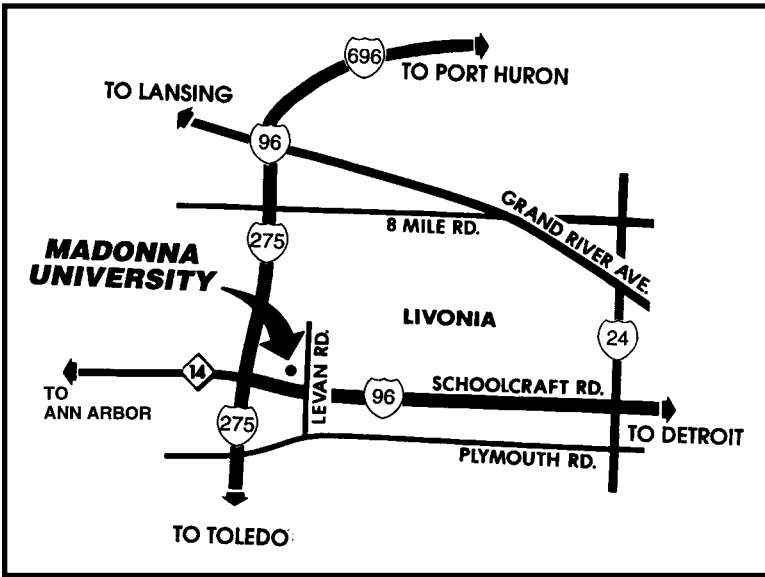 696
TO PORT HURON
TO LANSING
96
GRAND RIVER AVE.
8 MILE RD.
275
MADONNA
UNIVERSITY
LIVONIA
24
LEVAN RD.
14
TO
ANN ARBOR
SCHOOLCRAFT RD.
96
275
TO DETROIT
PLYMOUTH RD.
TO TOLEDO